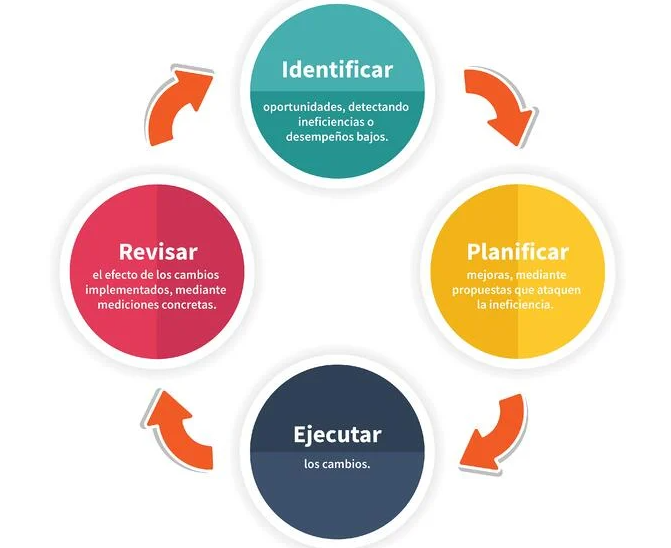 Identificar
oportunidades, detectando
ineficiencias o
desempeños bajos.
Planificar
mejoras, mediante
propuestas que ataquen
la ineficiencia.
Ejecutar
los cambios.
Revisar
el efecto de los cambios
implementados, mediante
mediciones concretas.